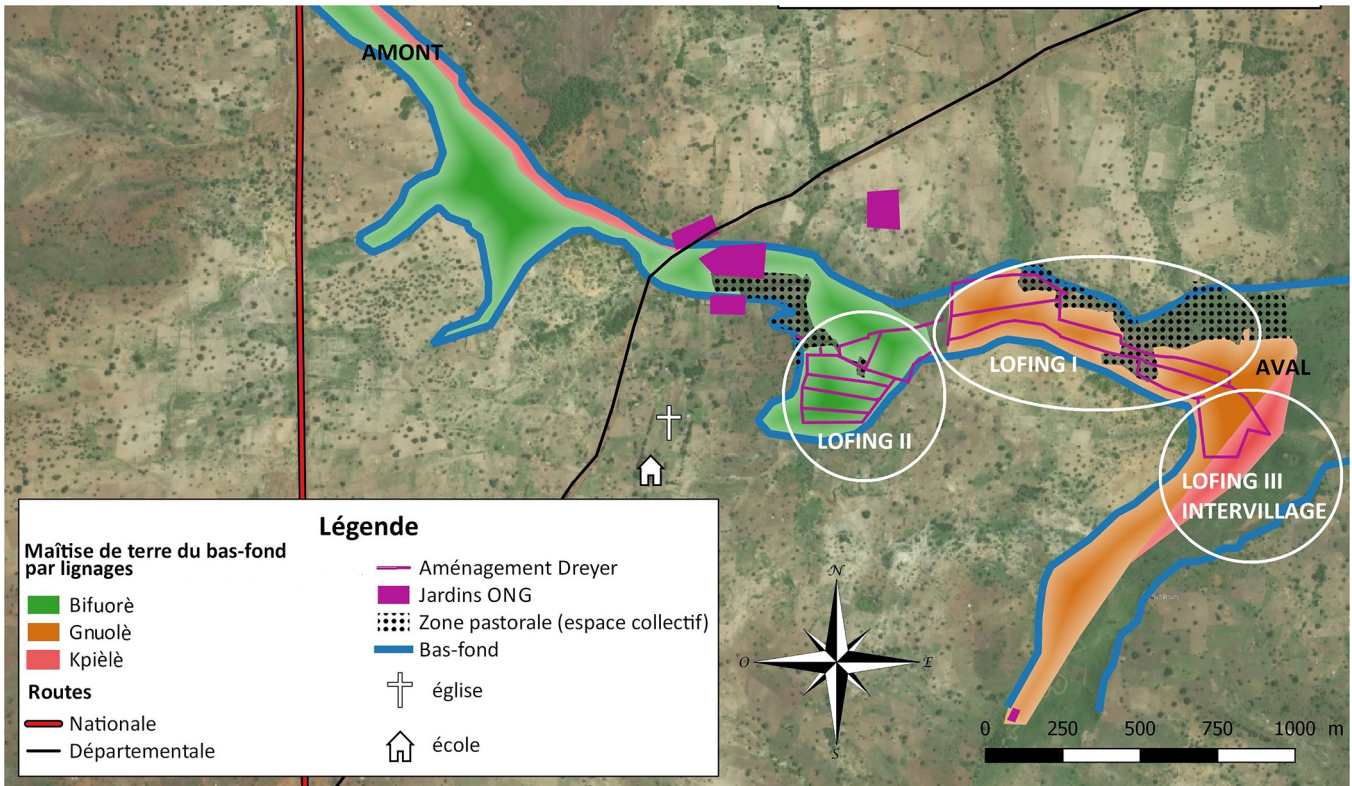 AMONT
LOFING I
AVAL
LOFING II
LOFING III
INTERVILLAGE
Légende
Maîtise de terre du bas-fond
par lignages
Bifuorè
Gnuolè
Kpièlè
Routes
Nationale
Départementale
Aménagement Dreyer
Jardins ONG
Zone pastorale (espace collectif)
Bas-fond
église
école
N
O
E
S
0 250 500 750 1000 m